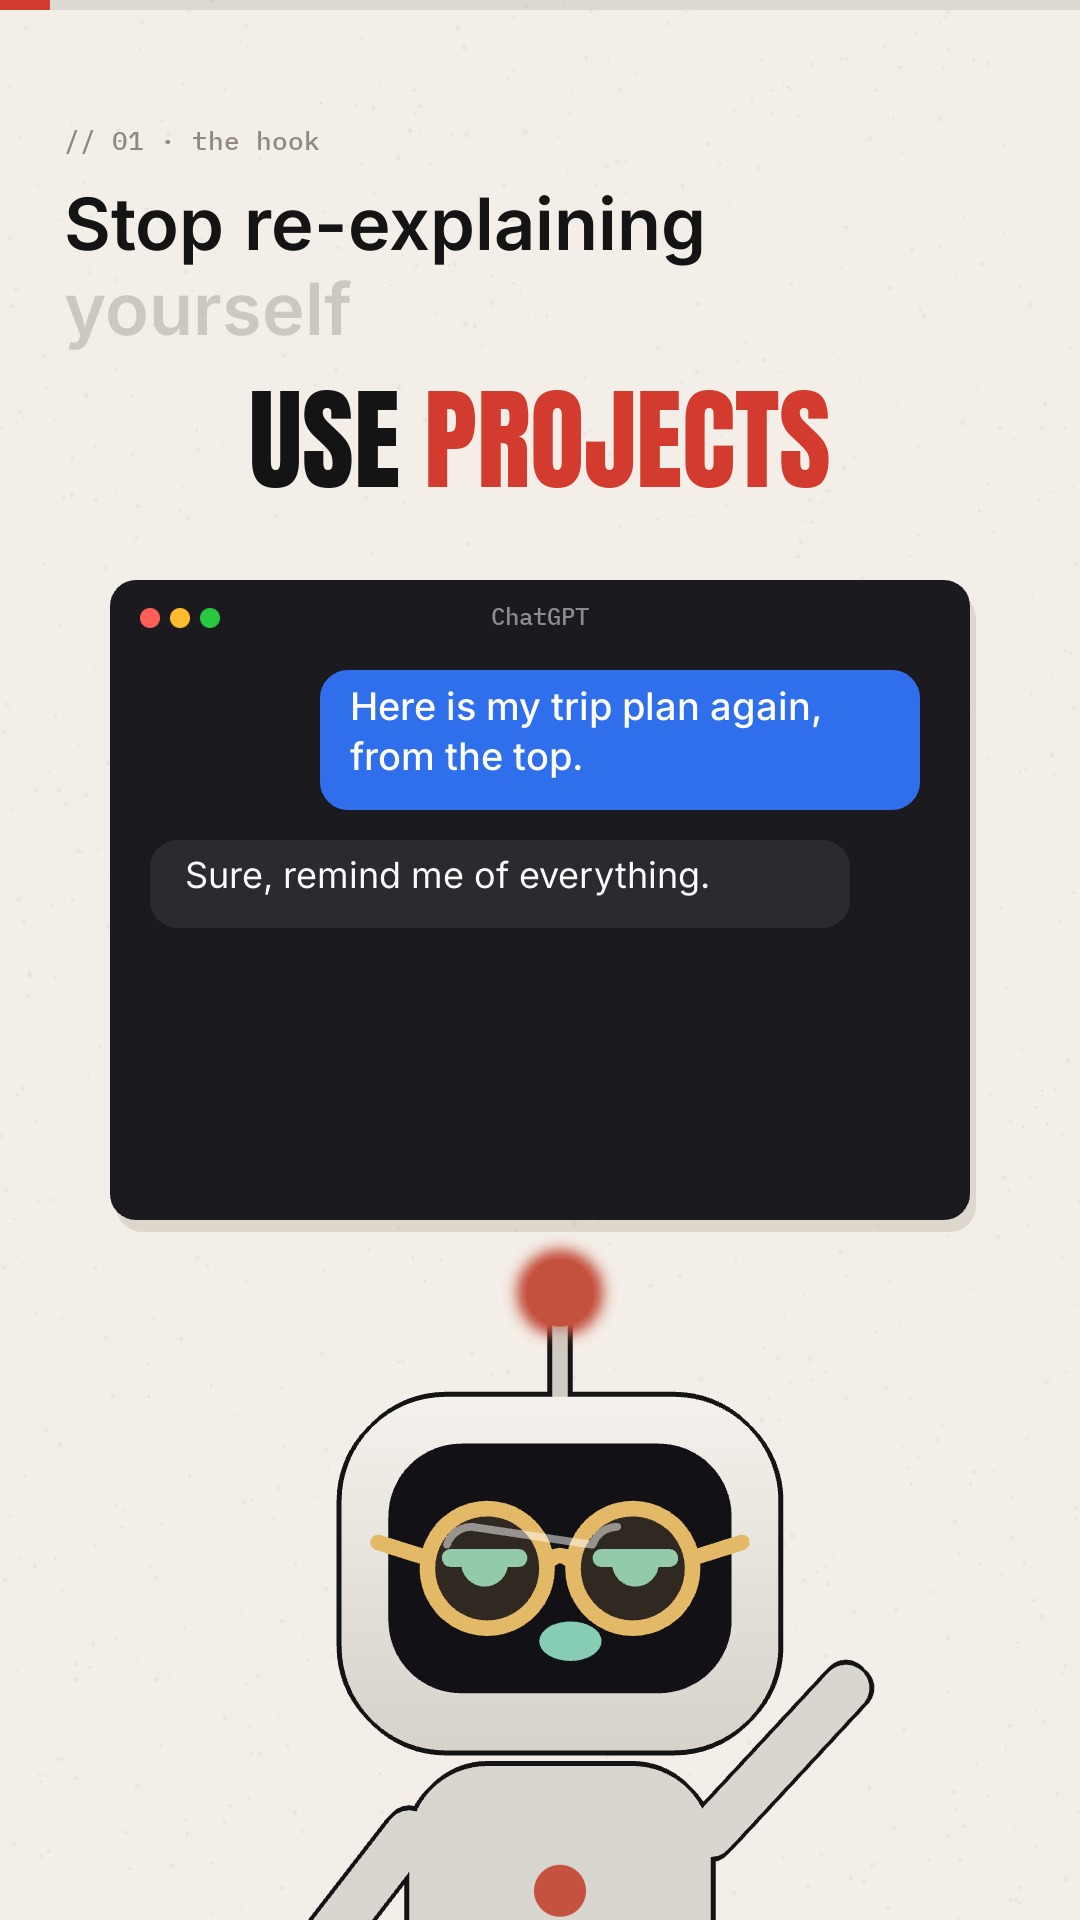 // 01 · the hook
Stop re-explaining
yourself
USE PROJECTS
ChatGPT
Here is my trip plan again,
from the top.
Sure, remind me of everything.